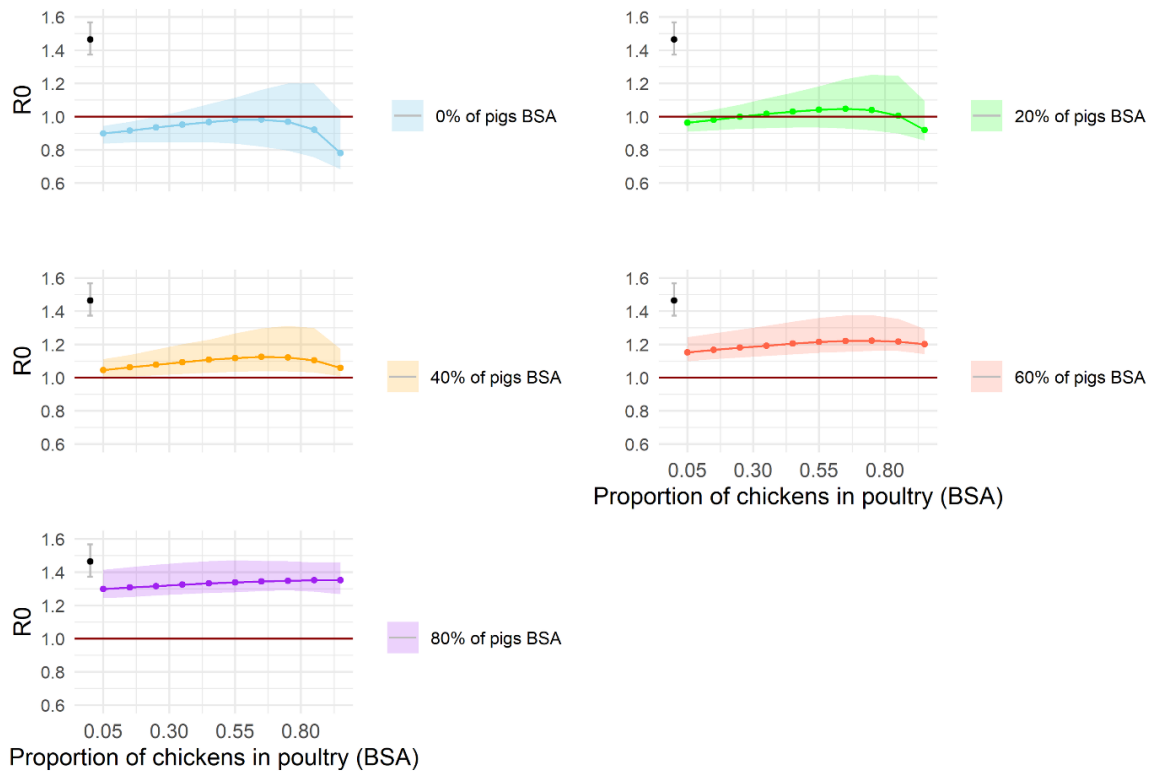 1.6
1.4
1.2
1.0
0.8
0.6
R0
0% of pigs BSA
1.6
1.4
1.2
1.0
0.8
0.6
20% of pigs BSA
1.6
1.4
1.2
1.0
0.8
0.6
R0
40% of pigs BSA
1.6
1.4
1.2
1.0
0.8
0.6
60% of pigs BSA
0.05 0.30 0.55 0.80
Proportion of chickens in poultry (BSA)
1.6
1.4
1.2
1.0
0.8
0.6
R0
80% of pigs BSA
0.05 0.30 0.55 0.80
Proportion of chickens in poultry (BSA)